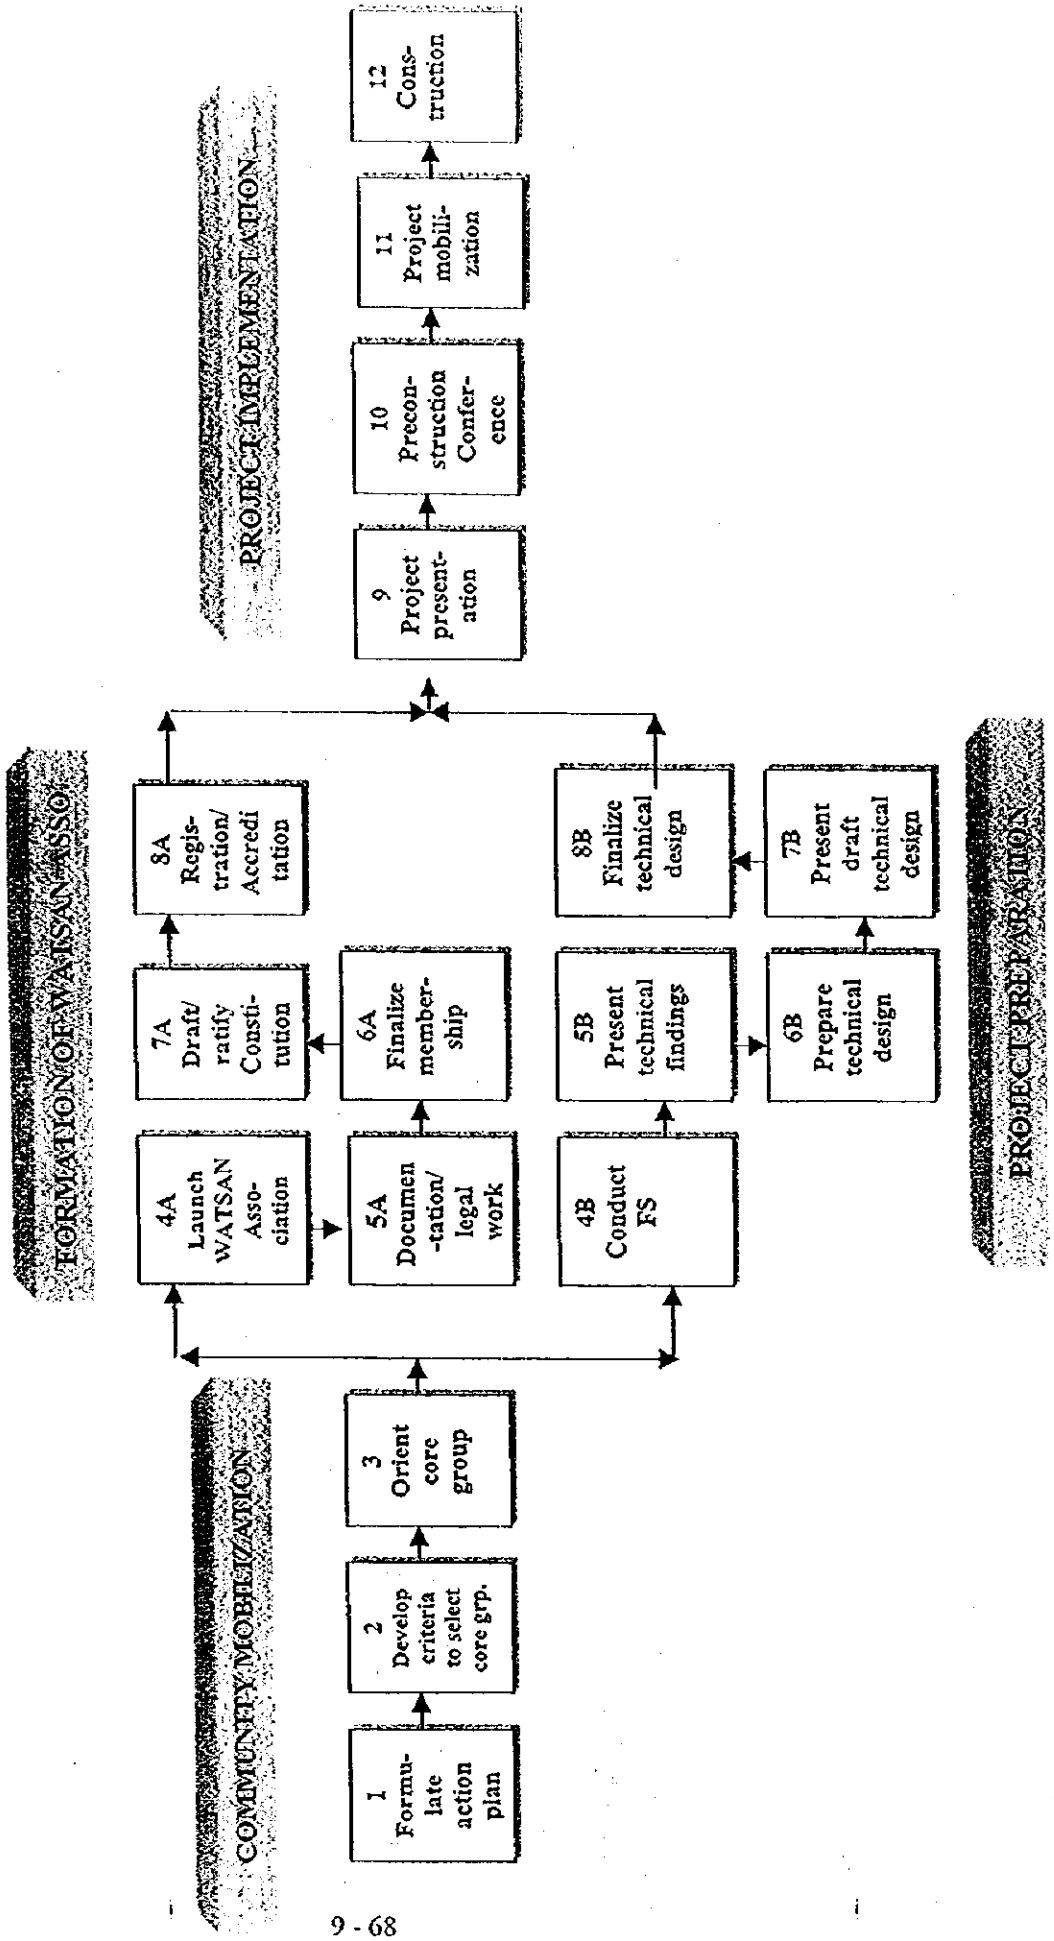 COMMUNITY MOBILIZATION
1
Formu-
late
action
plan
2
Develop
criteria
to select
core grp.
3
Orient
core
group
FORMATION OF WATSAN ASSO.
4A
Launch
WATSAN
Asso-
ciation
5A
Documen
-tation/
legal
work
6A
Finalize
member-
ship
7A
Draft/
ratify
Consti-
tution
8A
Regis-
tration/
Accredi
tation
4B
Conduct
FS
5B
Present
technical
findings
6B
Prepare
technical
design
7B
Present
draft
technical
design
8B
Finalize
technical
design
PROJECT PREPARATION
PROJECT IMPLEMENTATION
9
Project
present-
ation
10
Precon-
struction
Confer-
ence
11
Project
mobili-
zation
12
Cons-
truction
9 - 68